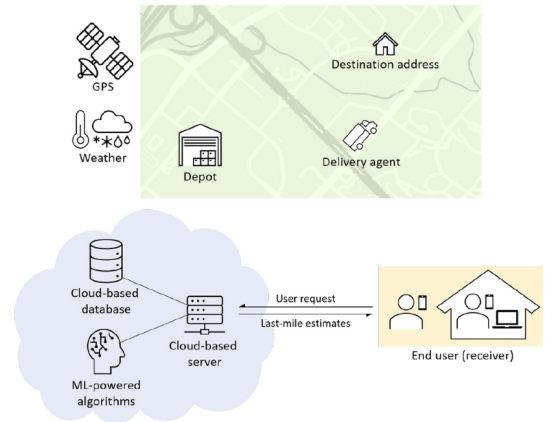 GPS
Weather
Destination address
Delivery agent
Depot
Cloud-based
database
ML-powered
algorithms
Cloud-based
server
User request
Last-mile estimates
End user (receiver)